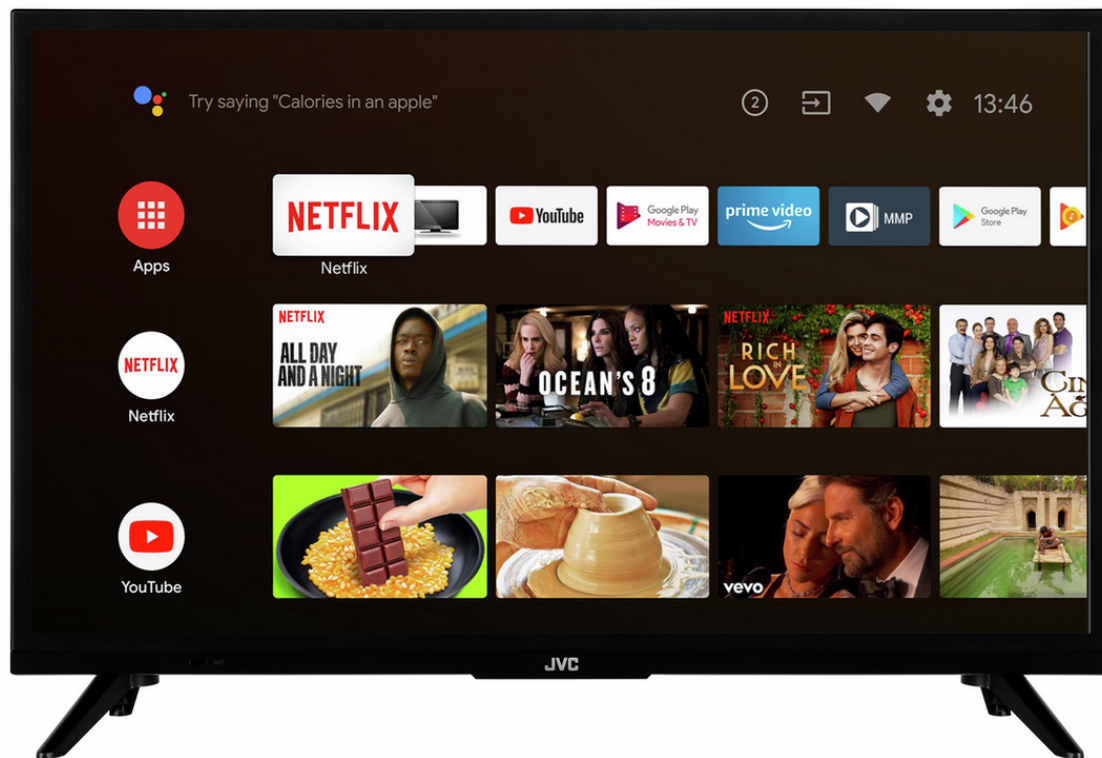 Try saying "Calories in an apple"
2
13:46
Apps
NETFLIX
YouTube
Google Play
Movies & TV
prime video
MMP
Google Play
Store
Netflix
NETFLIX
Netflix
NETFLIX
ALL DAY
AND A NIGHT
OCEAN'S 8
NETFLIX
RICH
IN
LOVE
YouTube
vevo
JVC